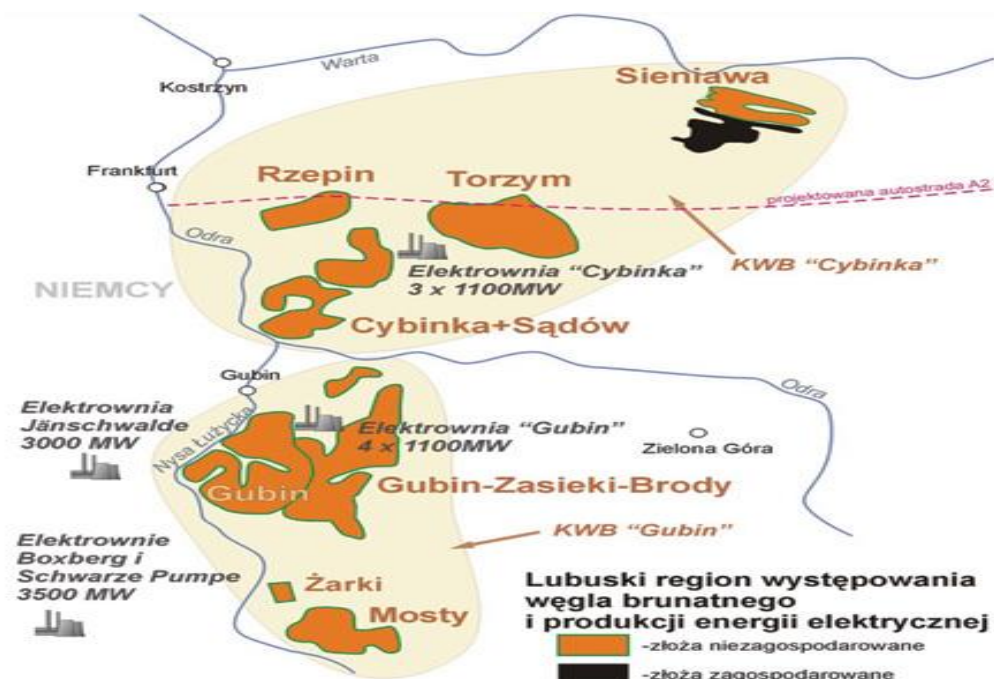 Warta
Kostrzyn
Sieniawa
Frankfurt
Rzepin
Torzym
projektowana autostrada A2
Odra
Elektrownia “Cybinka”
3 x 1100MW
KWB “Cybinka”
NIEMCY
Cybinka+Sądów
Gubin
Odra
Elektrownia
Jänschwalde
3000 MW
Nysa Łużycka
Elektrownia “Gubin”
4 x 1100MW
Zielona Góra
Gubin
Gubin-Zasieki-Brody
KWB “Gubin”
Elektrownie
Boxberg i
Schwarze Pumpe
3500 MW
Żarki
Mosty
Lubuski region występowania
węgla brunatnego
i produkcji energii elektrycznej
-złoża niezagospodarowane
-złoża zagospodarowane